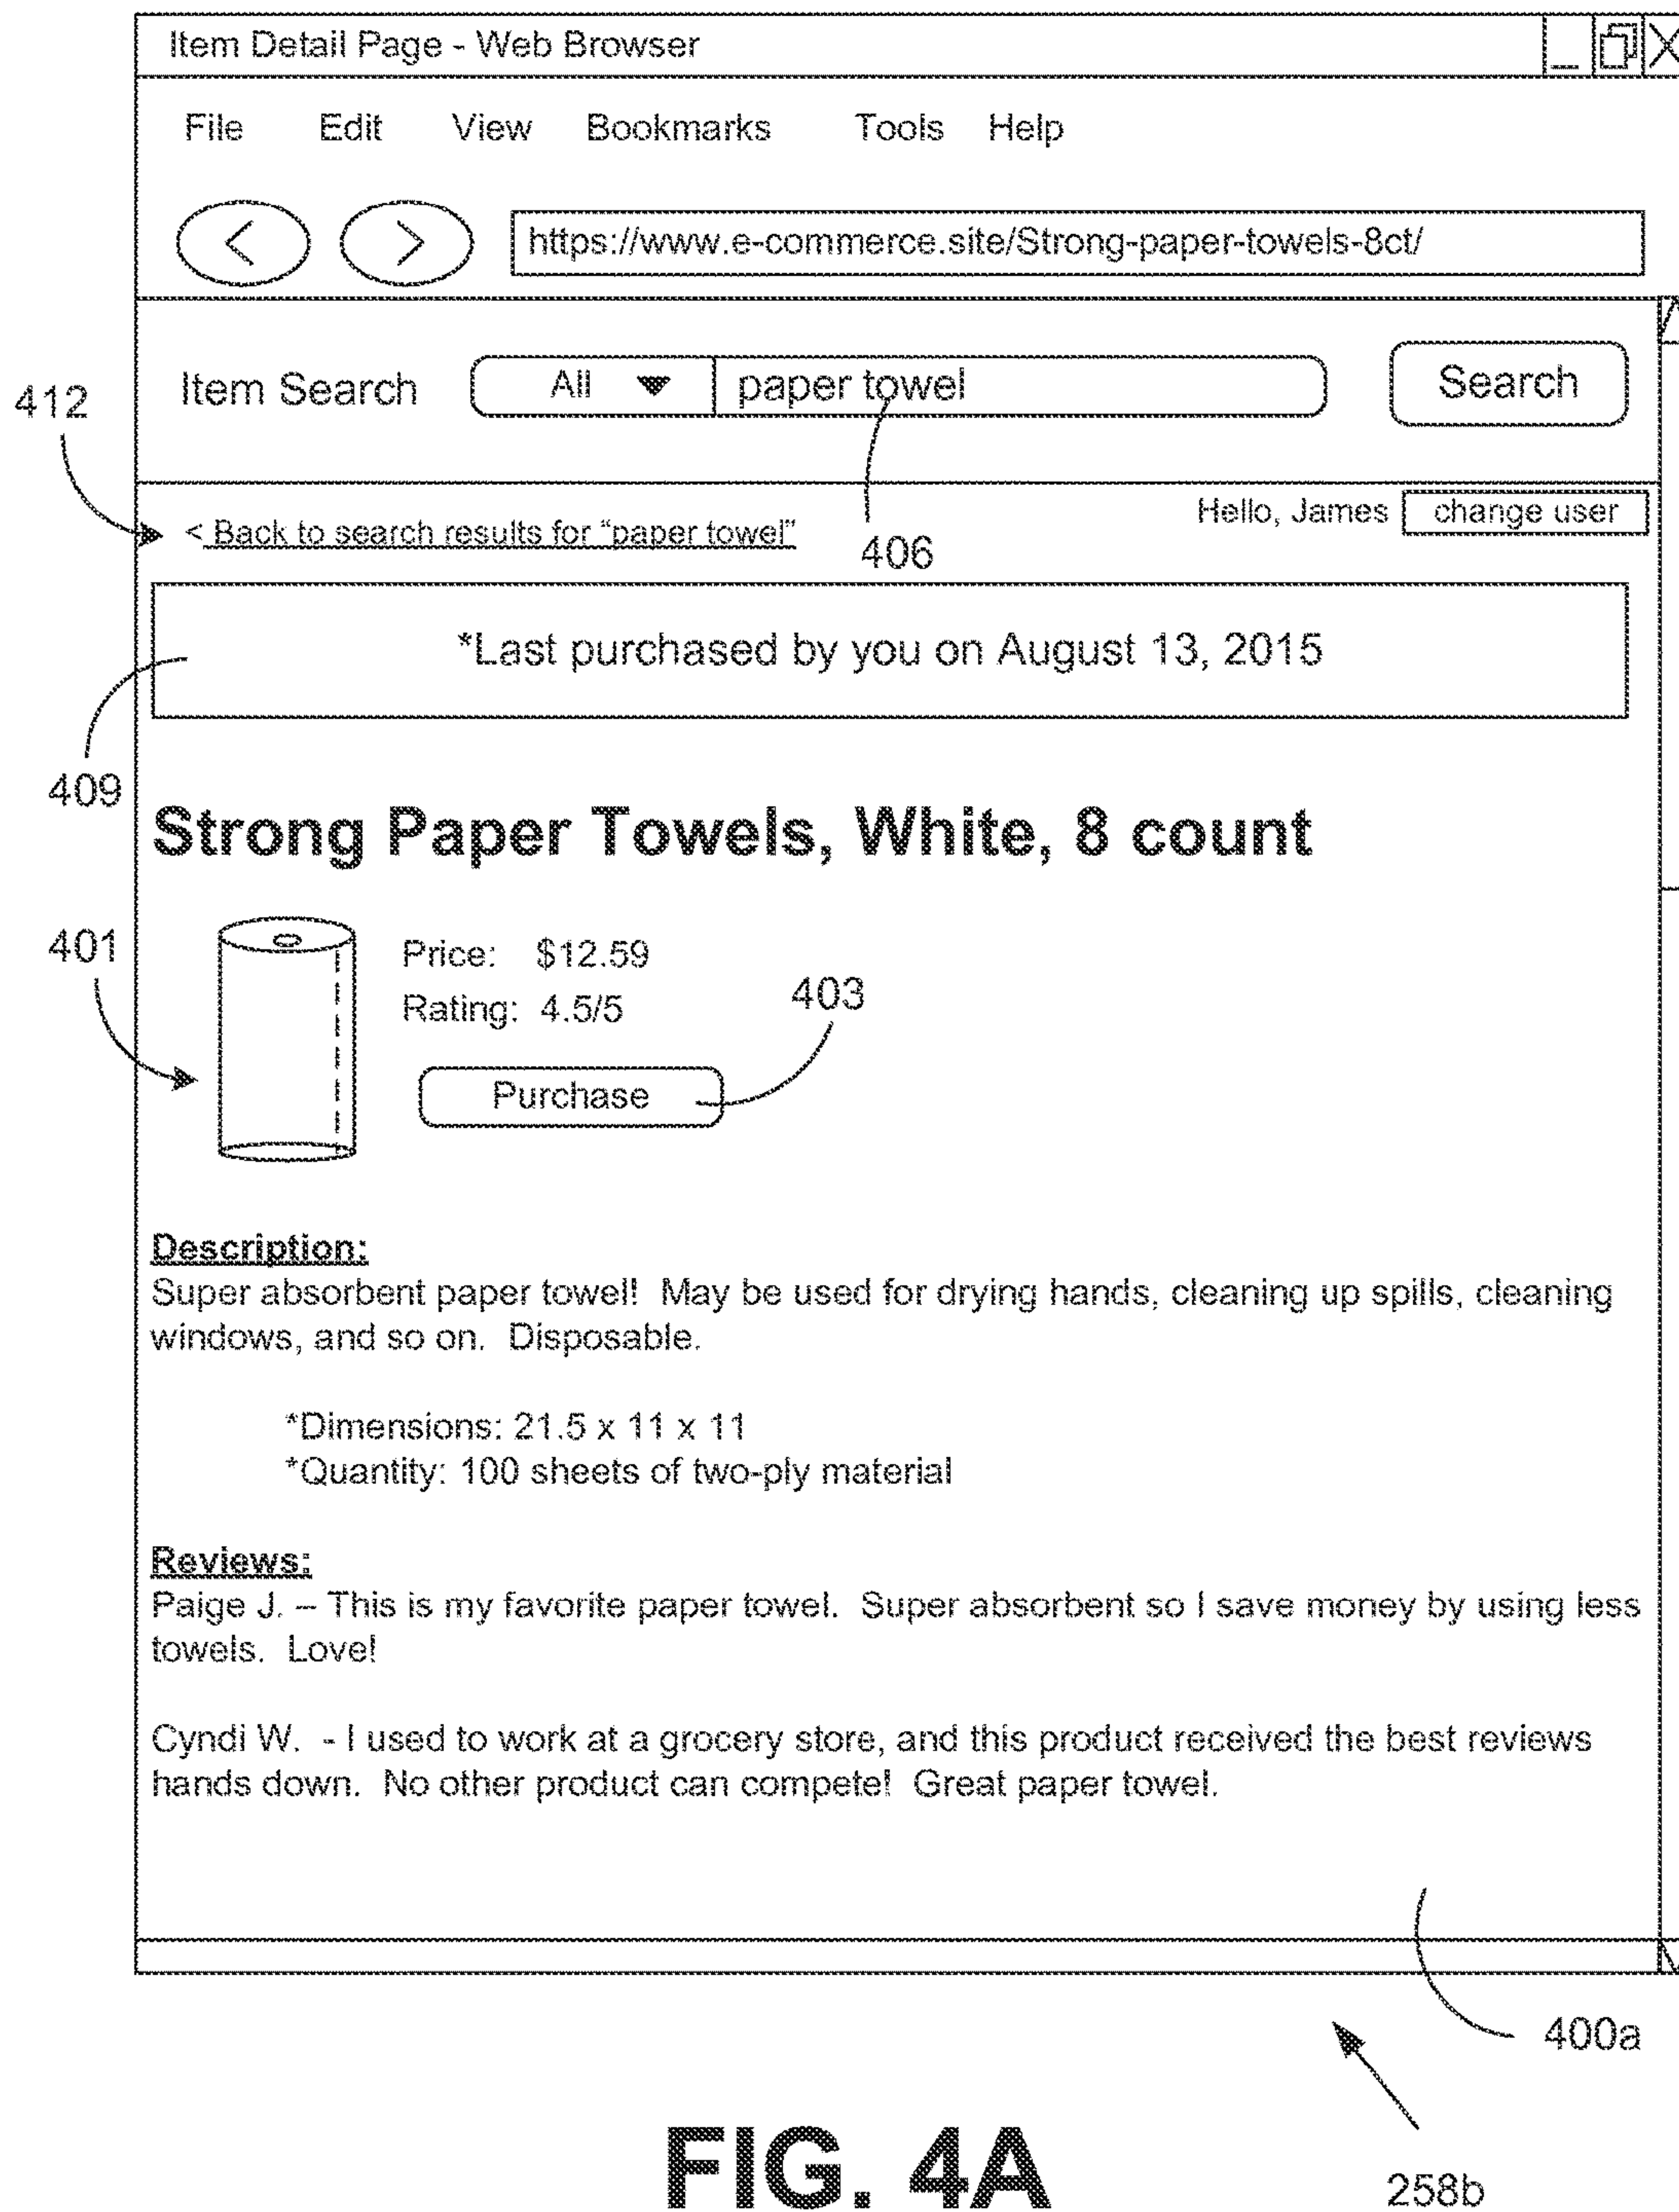 Item Detail Page - Web Browser
File Edit View Bookmarks Tools Help
< > https://www.e-commerce.site/Strong-paper-towels-8ct/
412
Item Search All paper towel Search
< Back to search results for “paper towel”
406
Hello, James change user
*Last purchased by you on August 13, 2015
409
Strong Paper Towels, White, 8 count
401
Price: $12.59
Rating: 4.5/5
403
Purchase
Description:
Super absorbent paper towel! May be used for drying hands, cleaning up spills, cleaning
windows, and so on. Disposable.
*Dimensions: 21.5 x 11 x 11
*Quantity: 100 sheets of two-ply material
Reviews:
Paige J. – This is my favorite paper towel. Super absorbent so I save money by using less
towels. Love!
Cyndi W. - I used to work at a grocery store, and this product received the best reviews
hands down. No other product can compete! Great paper towel.
400a
258b
FIG. 4A